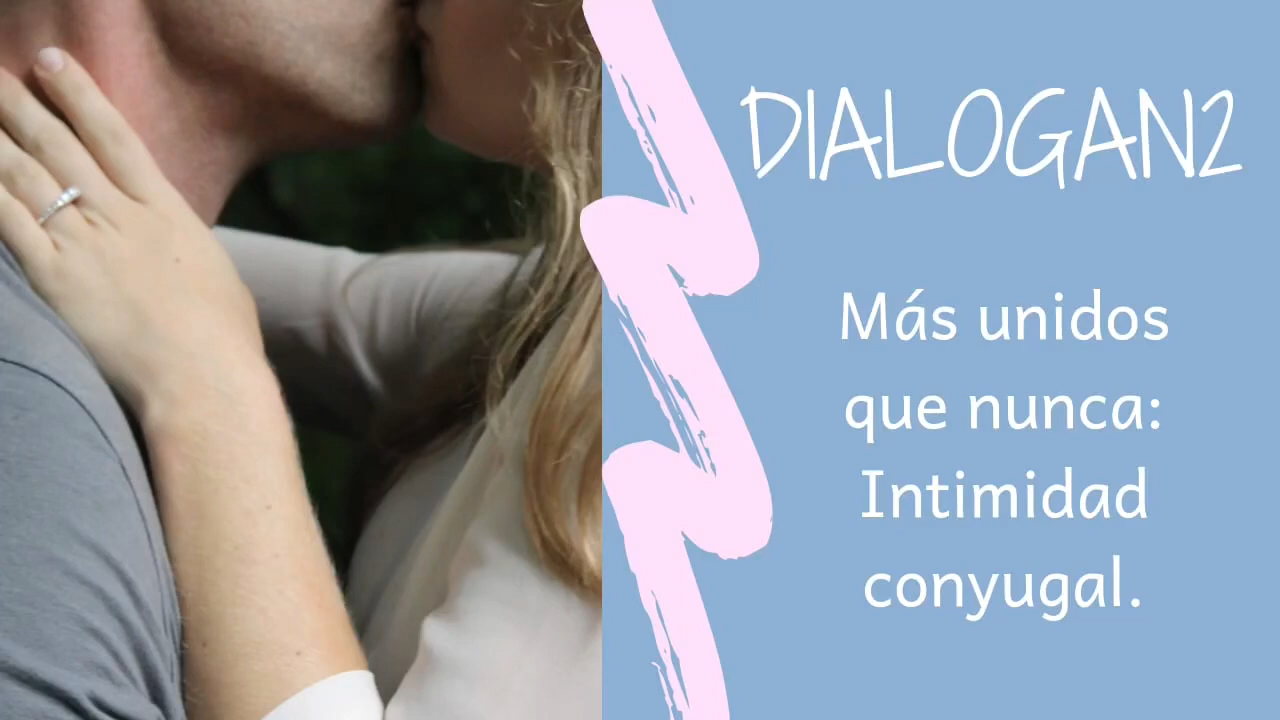 DIALOGAN2
Más unidos
que nunca:
Intimidad
conyugal.